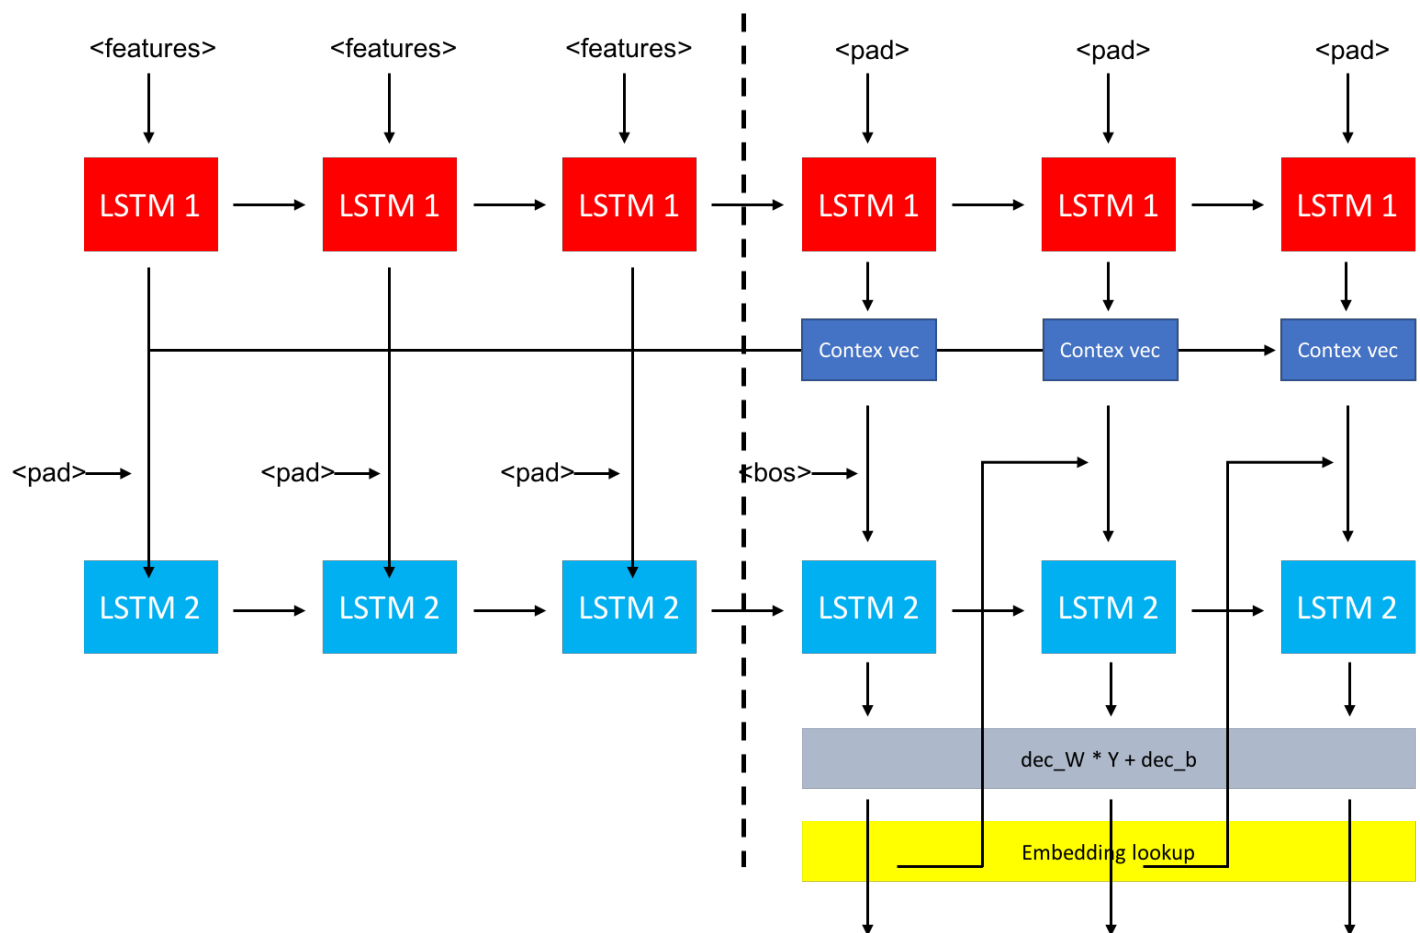 <features> <features> <features> <pad> <pad> <pad>
LSTM 1 LSTM 1 LSTM 1 LSTM 1 LSTM 1 LSTM 1
Contex vec Contex vec Contex vec
<pad> <pad> <pad> <bos>
LSTM 2 LSTM 2 LSTM 2 LSTM 2 LSTM 2 LSTM 2
dec_W * Y + dec_b
Embedding lookup